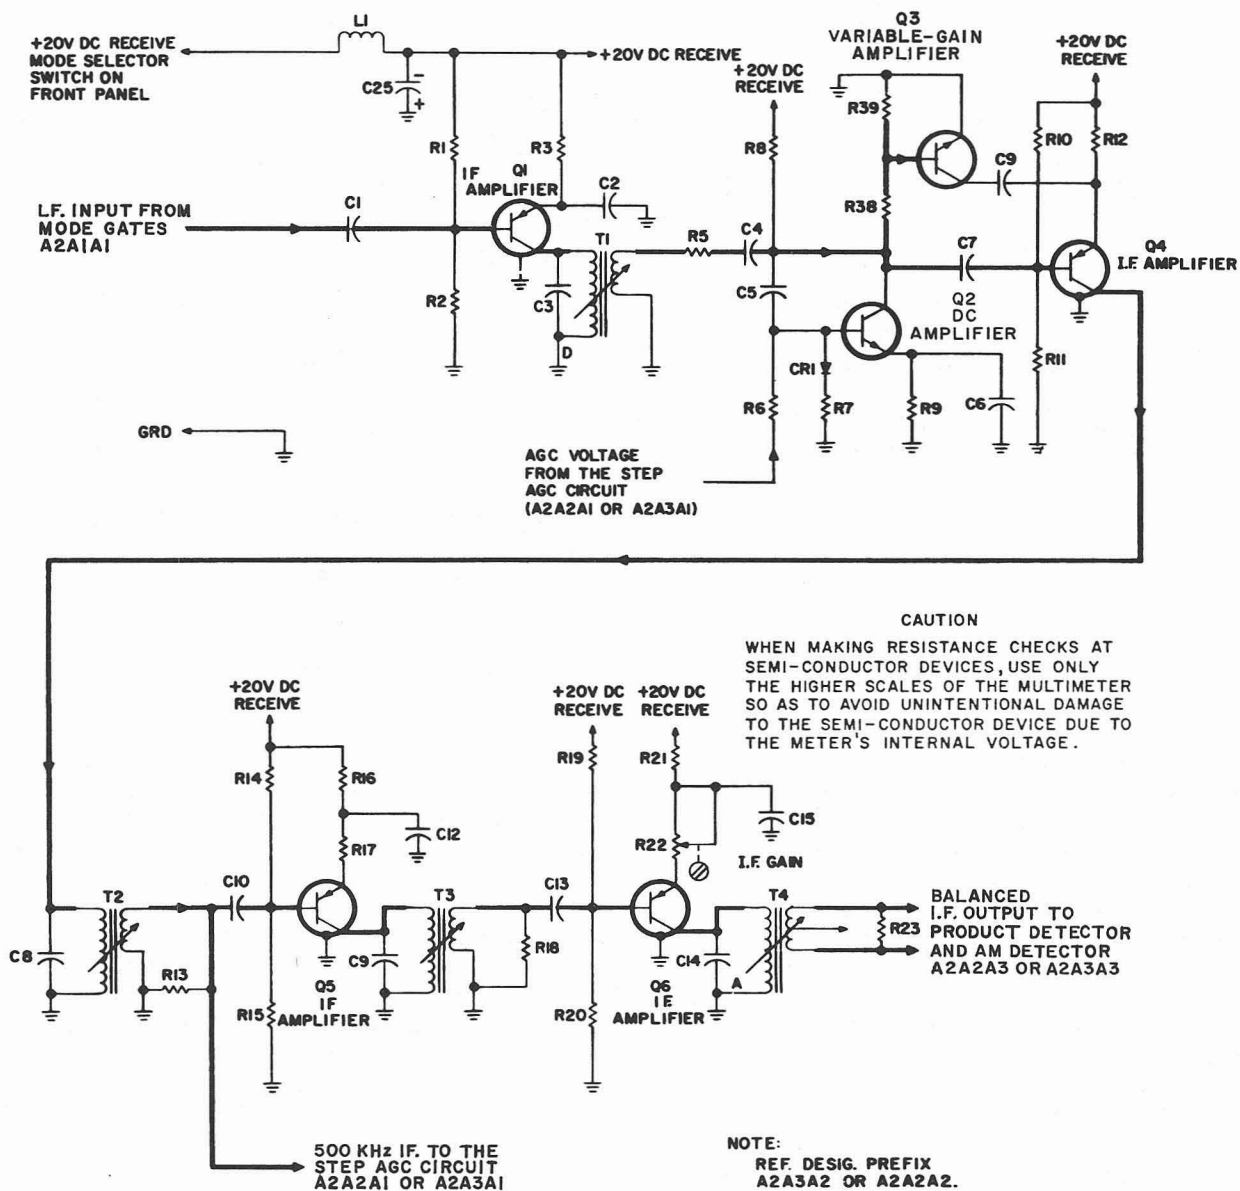 L1
+20V DC RECEIVE
MODE SELECTOR
SWITCH ON
FRONT PANEL
C25
-
+
+20V DC RECEIVE
R1
R3
IF
AMPLIFIER
Q1
C2
I.F. INPUT FROM
MODE GATES
A2A1A1
C1
R2
C3
T1
D
GRD
R5
C4
+20V DC
RECEIVE
R8
C5
R6
AGC VOLTAGE
FROM THE STEP
AGC CIRCUIT
(A2A2A1 OR A2A3A1)
CR1
R7
Q3
VARIABLE-GAIN
AMPLIFIER
R39
R38
C9
C7
Q2
DC
AMPLIFIER
R9
C6
+20V DC
RECEIVE
R10
R12
R11
Q4
I.F. AMPLIFIER
CAUTION
WHEN MAKING RESISTANCE CHECKS AT
SEMI-CONDUCTOR DEVICES, USE ONLY
THE HIGHER SCALES OF THE MULTIMETER
SO AS TO AVOID UNINTENTIONAL DAMAGE
TO THE SEMI-CONDUCTOR DEVICE DUE TO
THE METER'S INTERNAL VOLTAGE.
+20V DC
RECEIVE
R14
R16
C12
R17
C10
T2
C8
R13
R15
Q5
IF
AMPLIFIER
C9
T3
R18
C13
+20V DC
RECEIVE
R19
+20V DC
RECEIVE
R21
R22
C15
I.F. GAIN
R20
Q6
I.F.
AMPLIFIER
C14
A
T4
R23
BALANCED
I.F. OUTPUT TO
PRODUCT DETECTOR
AND AM DETECTOR
A2A2A3 OR A2A3A3
500 KHz IF. TO THE
STEP AGC CIRCUIT
A2A2A1 OR A2A3A1
NOTE:
REF. DESIG. PREFIX
A2A3A2 OR A2A2A2.